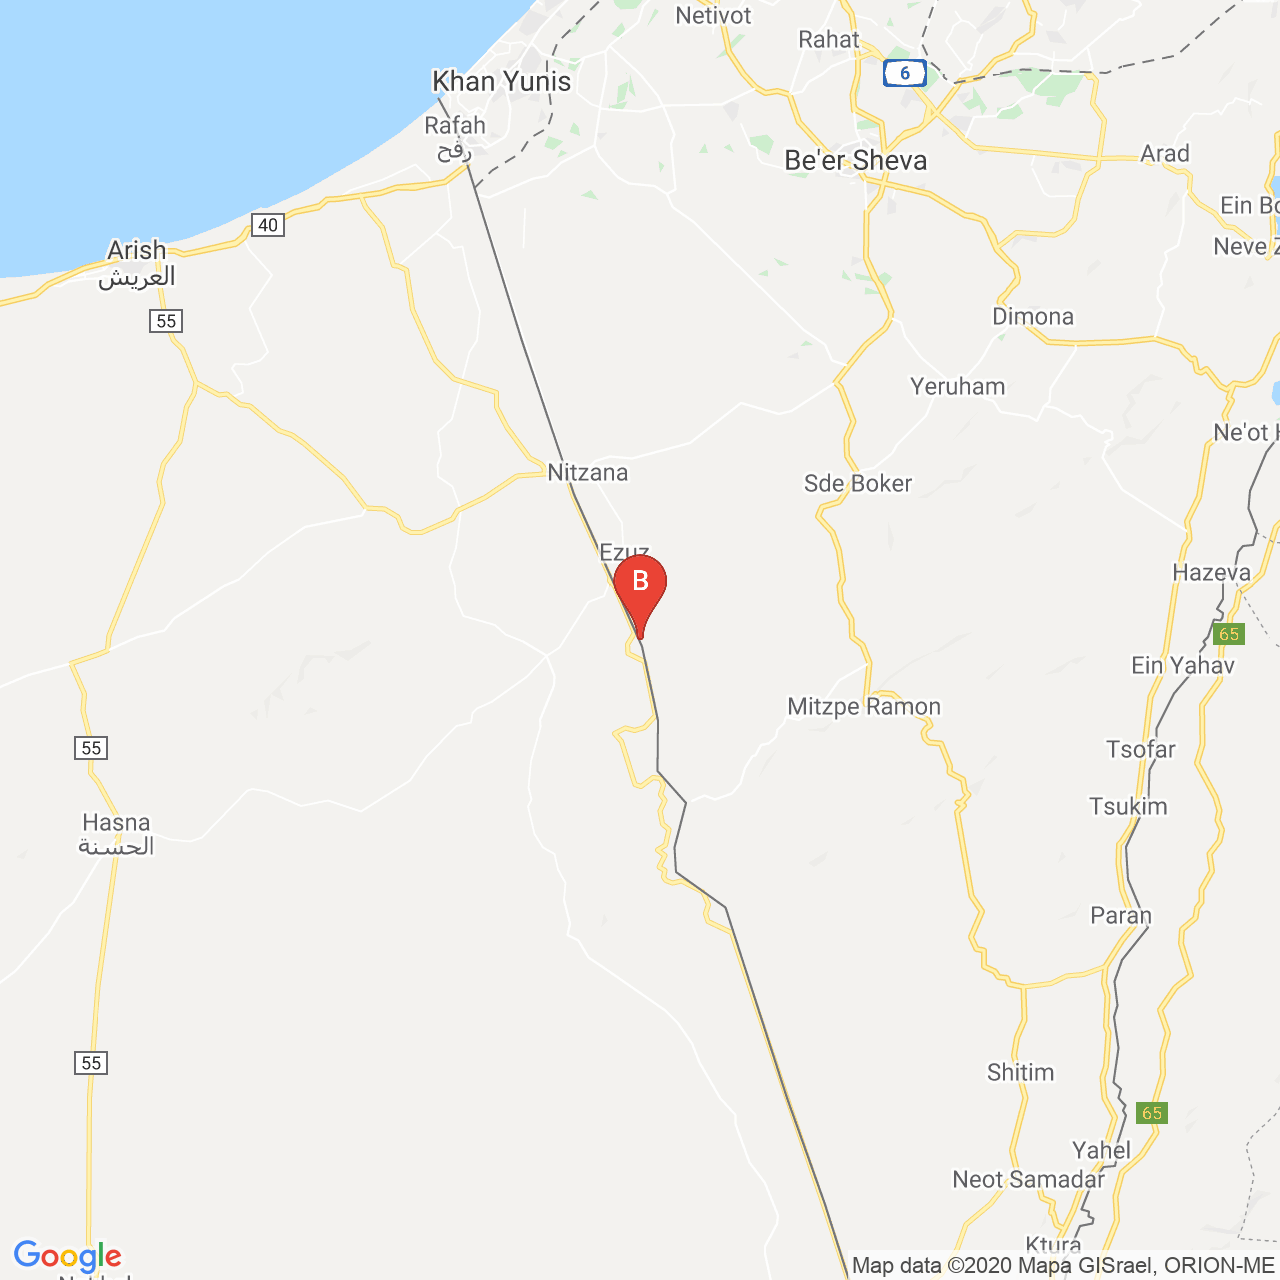 Netivot
Rahat
6
Khan Yunis
Rafah
رفح
Be'er Sheva
Arad
Ein Bo
40
Neve Z
Arish
العريش
55
Dimona
Yeruham
Ne'ot H
Nitzana
Sde Boker
Ezuz
B
Hazeva
65
Ein Yahav
Mitzpe Ramon
55
Tsofar
Tsukim
Hasna
الحسنة
Paran
55
Shitim
65
Yahel
Neot Samadar
Ktura
Google
Map data ©2020 Mapa GISrael, ORION-ME